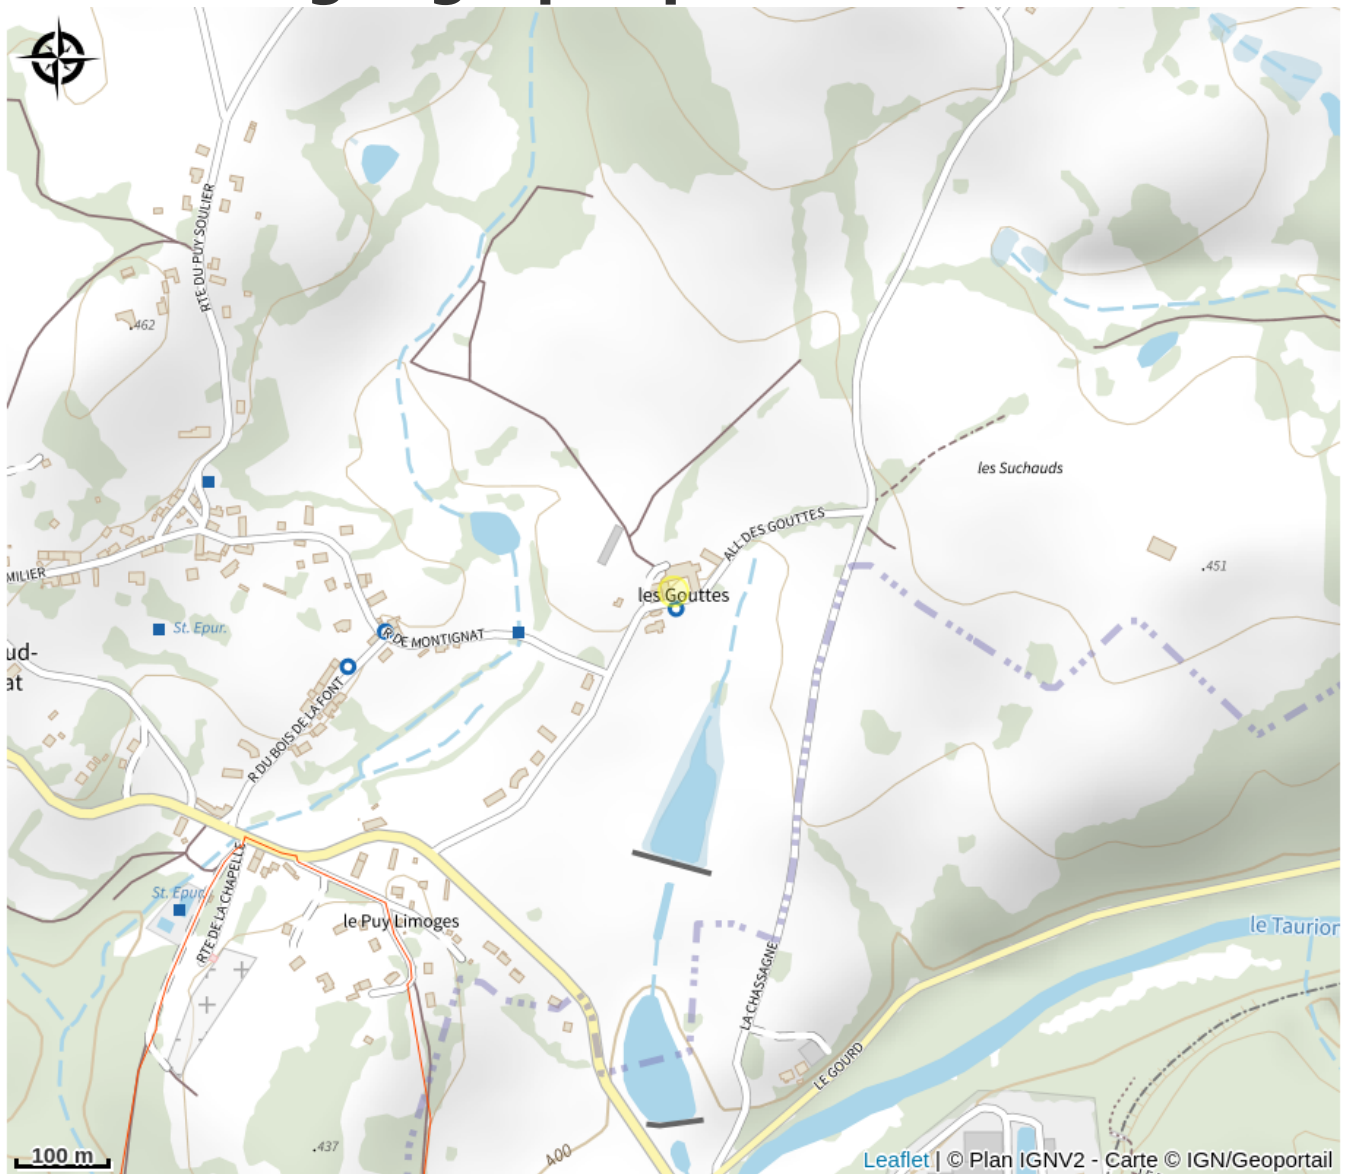 RTE DU PUY SOULIER
462
les Suchauds
ALL DES GOUTTES
451
MILIER
les Gouttes
St. Epur.
R DE MONTIGNAT
ud-
at
R DU BOIS DE LA FONT
RTE DE LA CHAPELLE
St. Epur.
le Puy Limoges
le Taurion
LA CHASSAGNE
LE GOURD
437
400
100 m
Leaflet | © Plan IGNV2 - Carte © IGN/Geoportail